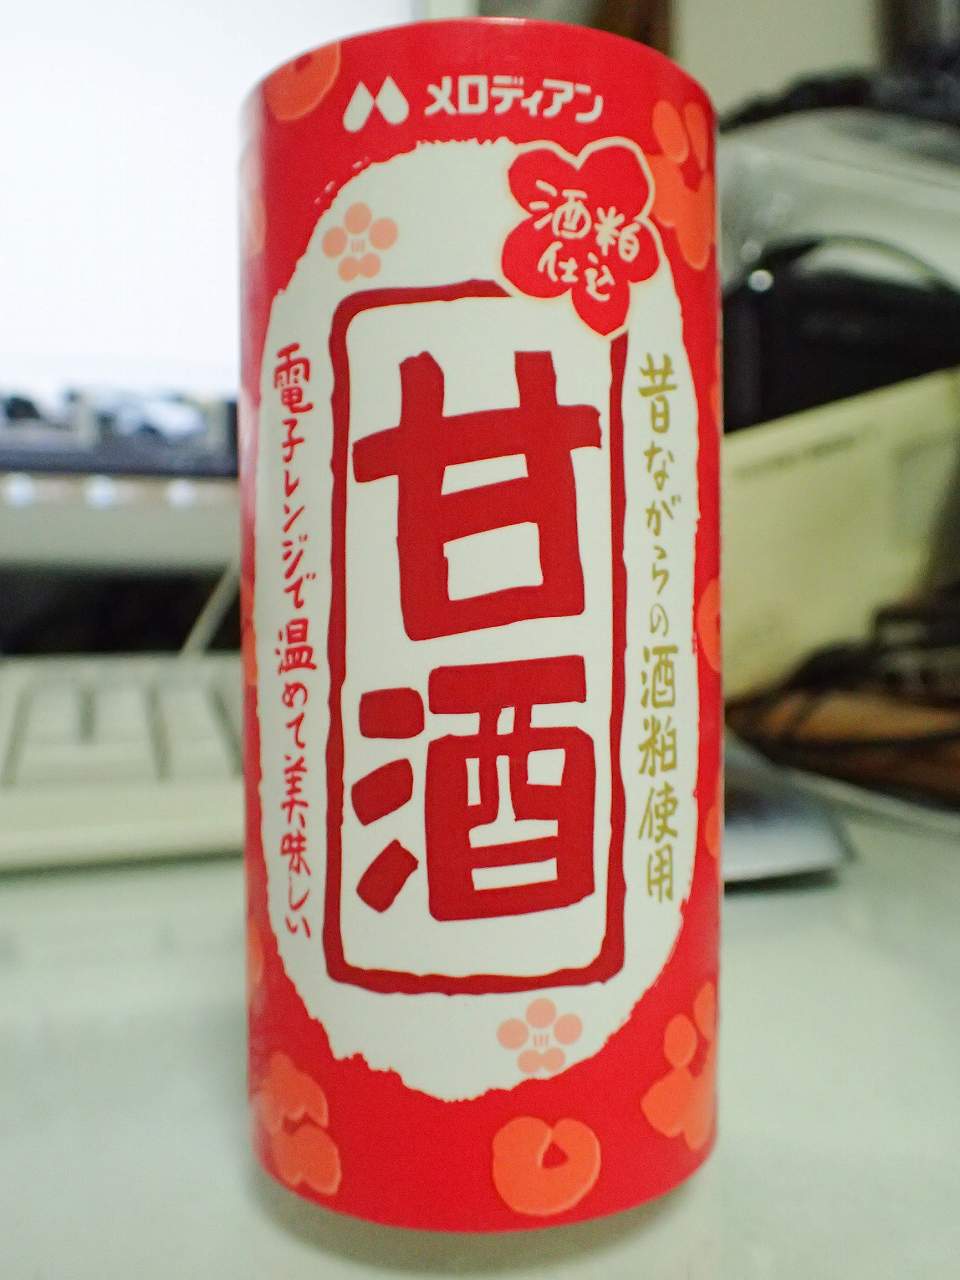 メロディアン
酒粕
仕込
昔ながらの酒粕使用
甘酒
電子レンジで温めて美味しい